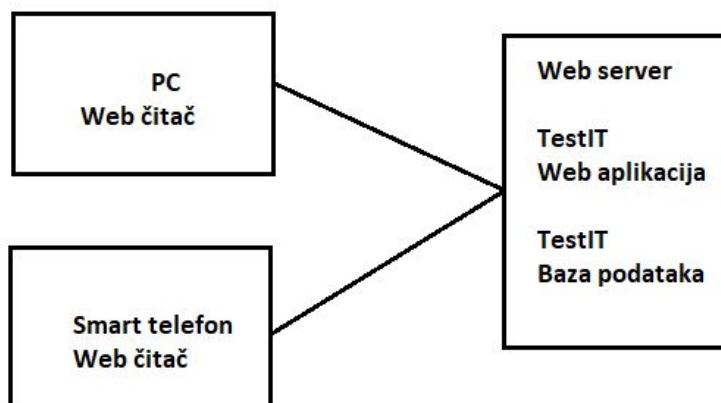 PC
Web čitač
Smart telefon
Web čitač
Web server
TestIT
Web aplikacija
TestIT
Baza podataka